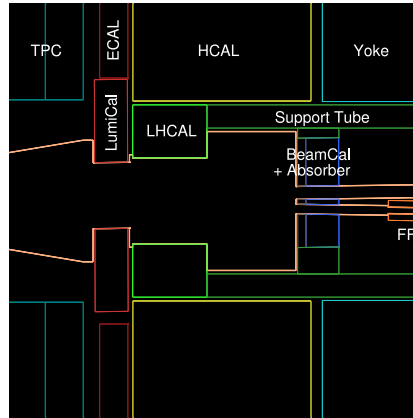 TPC
ECAL
HCAL
Yoke
LumiCal
LHCAL
Support Tube
BeamCal
+ Absorber
FF